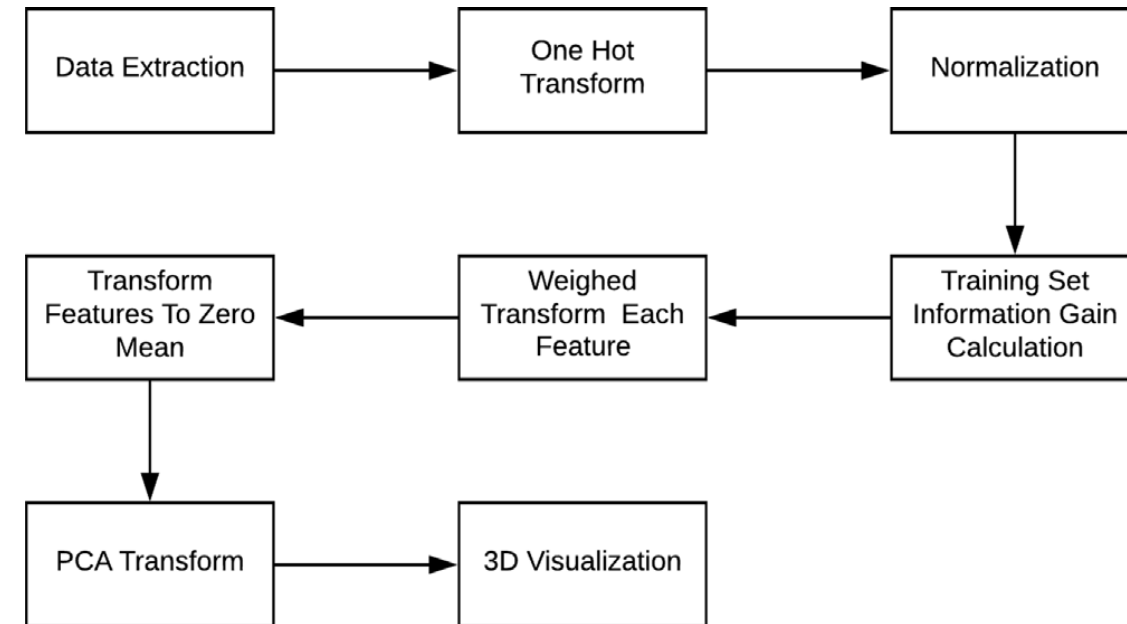 Data Extraction
One Hot
Transform
Normalization
Training Set
Information Gain
Calculation
Weighed
Transform Each
Feature
Transform
Features To Zero
Mean
PCA Transform
3D Visualization